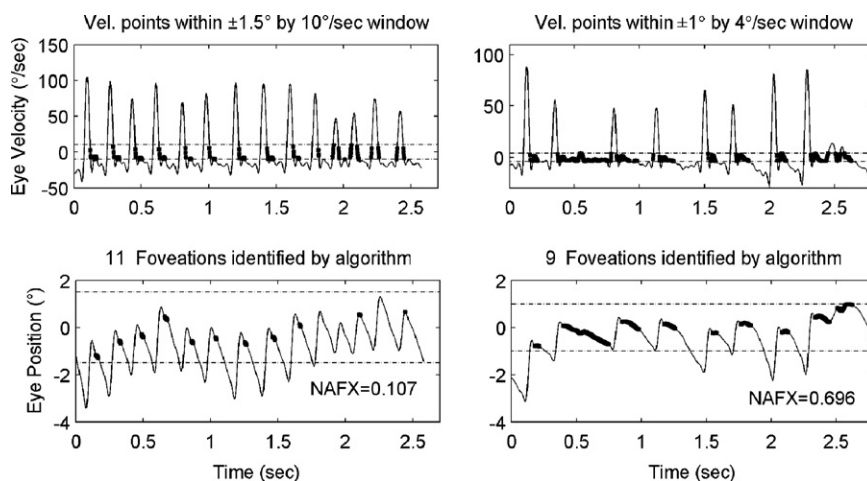 Vel. points within ±1.5° by 10°/sec window
Vel. points within ±1° by 4°/sec window
Eye Velocity (°/sec)
150
100
50
0
-50
0 0.5 1 1.5 2 2.5
100
50
0
0 0.5 1 1.5 2 2.5
11 Foveations identified by algorithm
9 Foveations identified by algorithm
Eye Position (°)
2
0
-2
-4
NAFX=0.107
0 0.5 1 1.5 2 2.5
Time (sec)
2
0
-2
-4
NAFX=0.696
0 0.5 1 1.5 2 2.5
Time (sec)